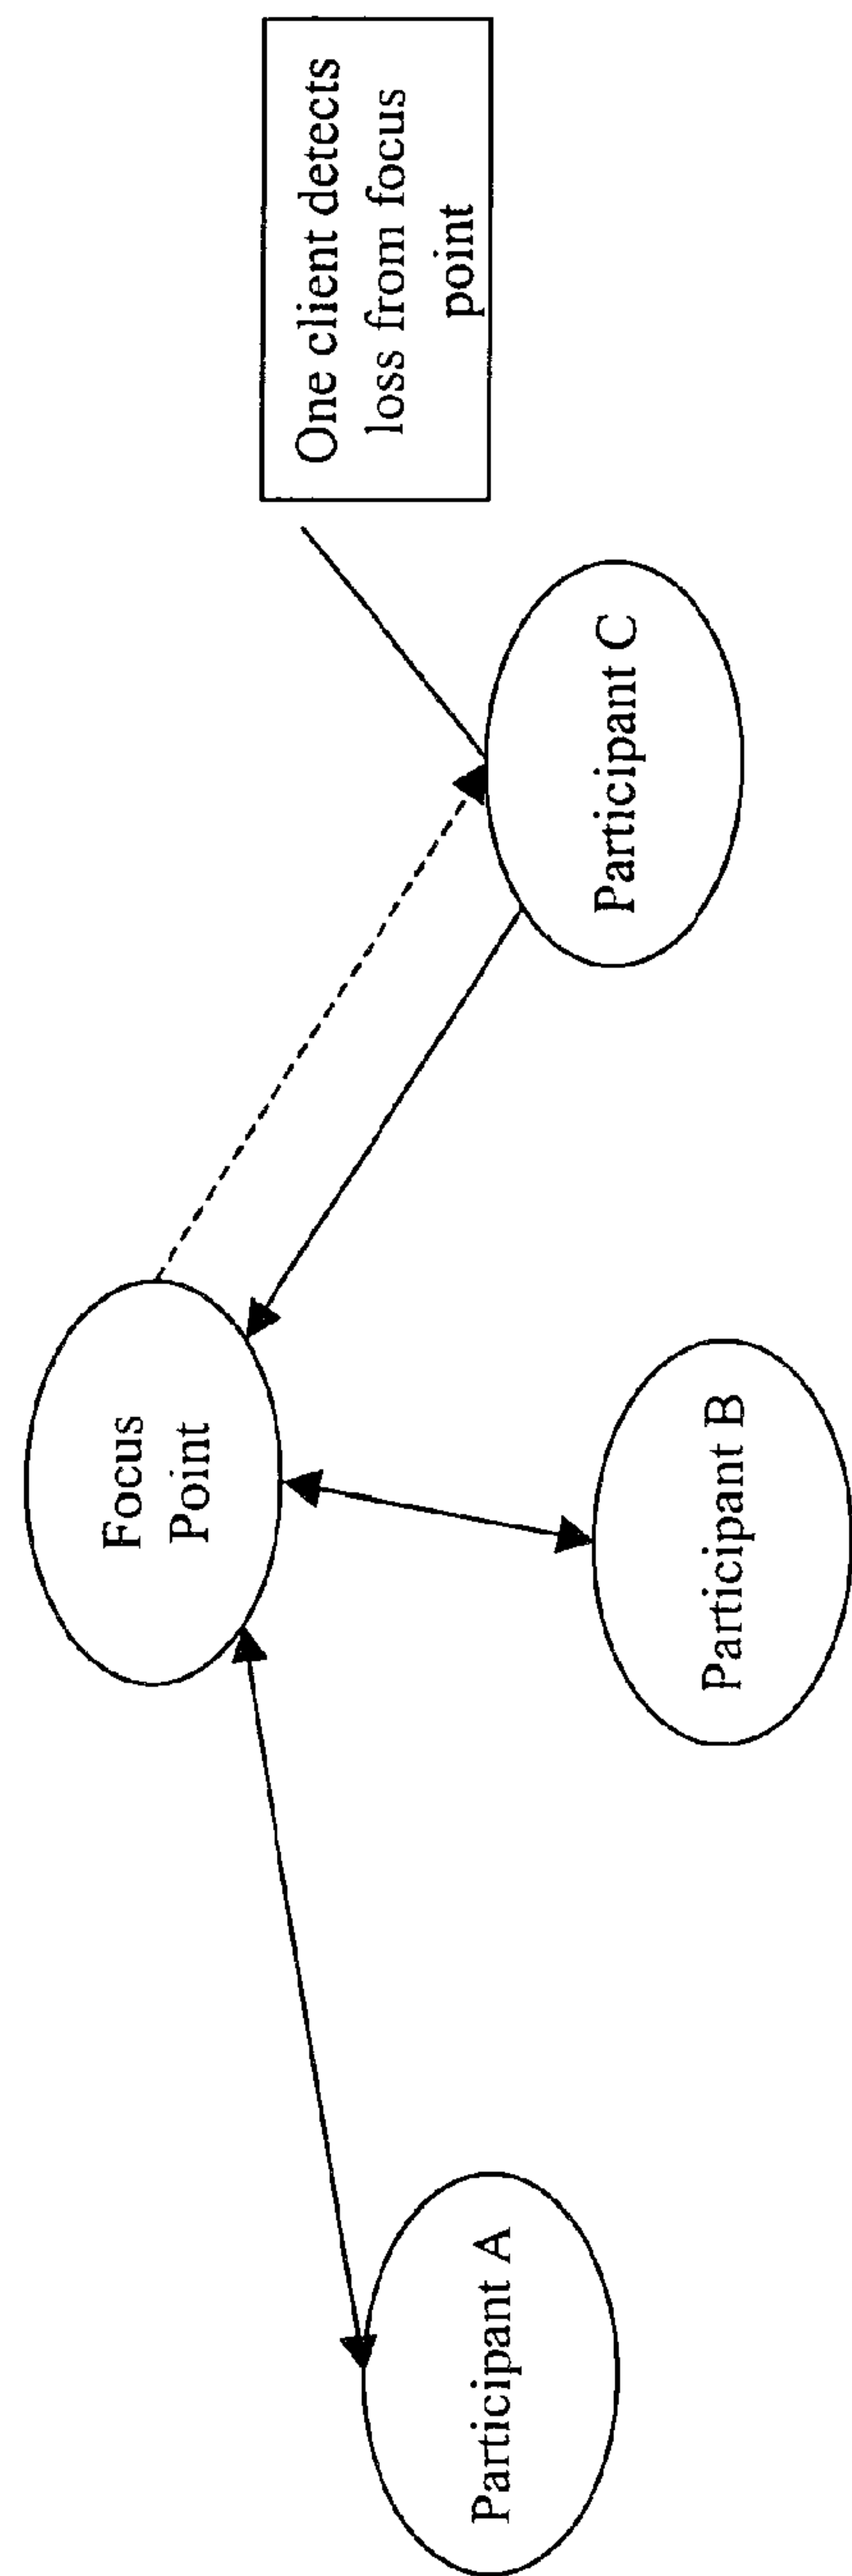 One client detects
loss from focus
point
Focus
Point
Participant C
Participant B
Participant A